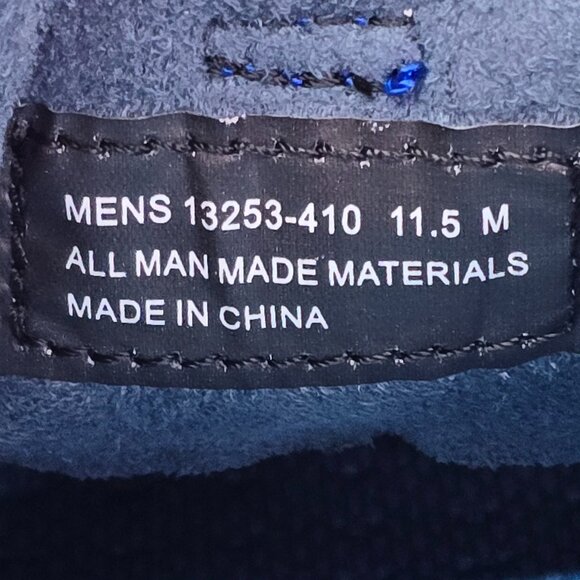 MENS 13253-410 11.5 M
ALL MAN MADE MATERIALS
MADE IN CHINA